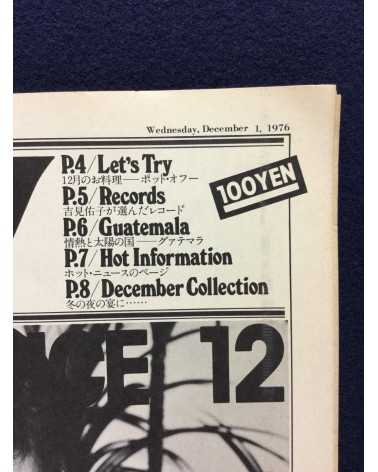 Wednesday, December 1, 1976
P.4/Let's Try
12月のお料理——ポット・オフー
P.5/Records
吉見佑子が選んだレコード
P.6/Guatemala
情熱と太陽の国——グァテマラ
P.7/Hot Information
ホット・ニュースのページ
P.8/December Collection
冬の夜の宴に……
100YEN
12